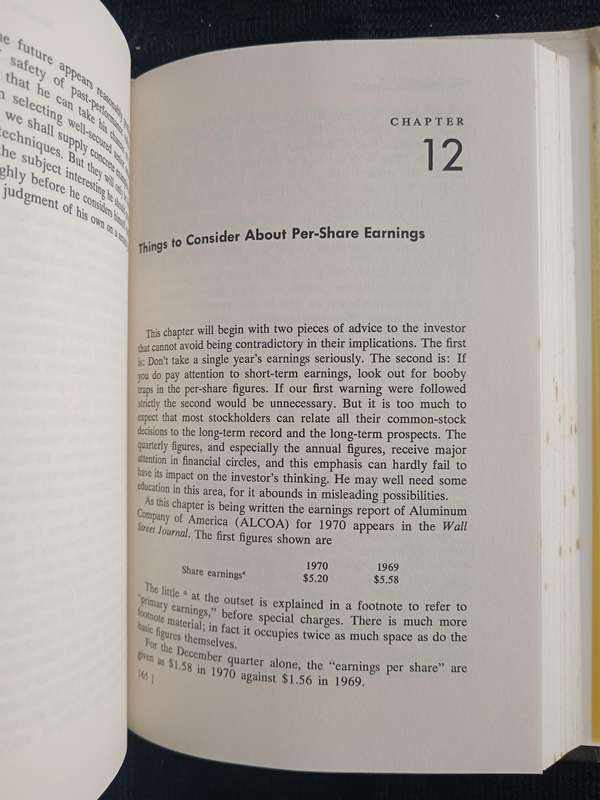 the future appears reasonably
safety of past-performance
that he can take his
selecting well-secured
we shall supply concrete
techniques. But they will only
the subject interesting he should
before he considers himself
judgment of his own on a
CHAPTER
12
Things to Consider About Per-Share Earnings
This chapter will begin with two pieces of advice to the investor
that cannot avoid being contradictory in their implications. The first
is: Don't take a single year's earnings seriously. The second is: If
you do pay attention to short-term earnings, look out for booby
traps in the per-share figures. If our first warning were followed
strictly the second would be unnecessary. But it is too much to
expect that most stockholders can relate all their common-stock
decisions to the long-term record and the long-term prospects. The
quarterly figures, and especially the annual figures, receive major
attention in financial circles, and this emphasis can hardly fail to
have its impact on the investor's thinking. He may well need some
education in this area, for it abounds in misleading possibilities.
As this chapter is being written the earnings report of Aluminum
Company of America (ALCOA) for 1970 appears in the Wall
Street Journal. The first figures shown are
1970 1969
Share earningsª $5.20 $5.58
The little ª at the outset is explained in a footnote to refer to
"primary earnings," before special charges. There is much more
footnote material; in fact it occupies twice as much space as do the
basic figures themselves.
For the December quarter alone, the "earnings per share" are
given as $1.58 in 1970 against $1.56 in 1969.
165 ]